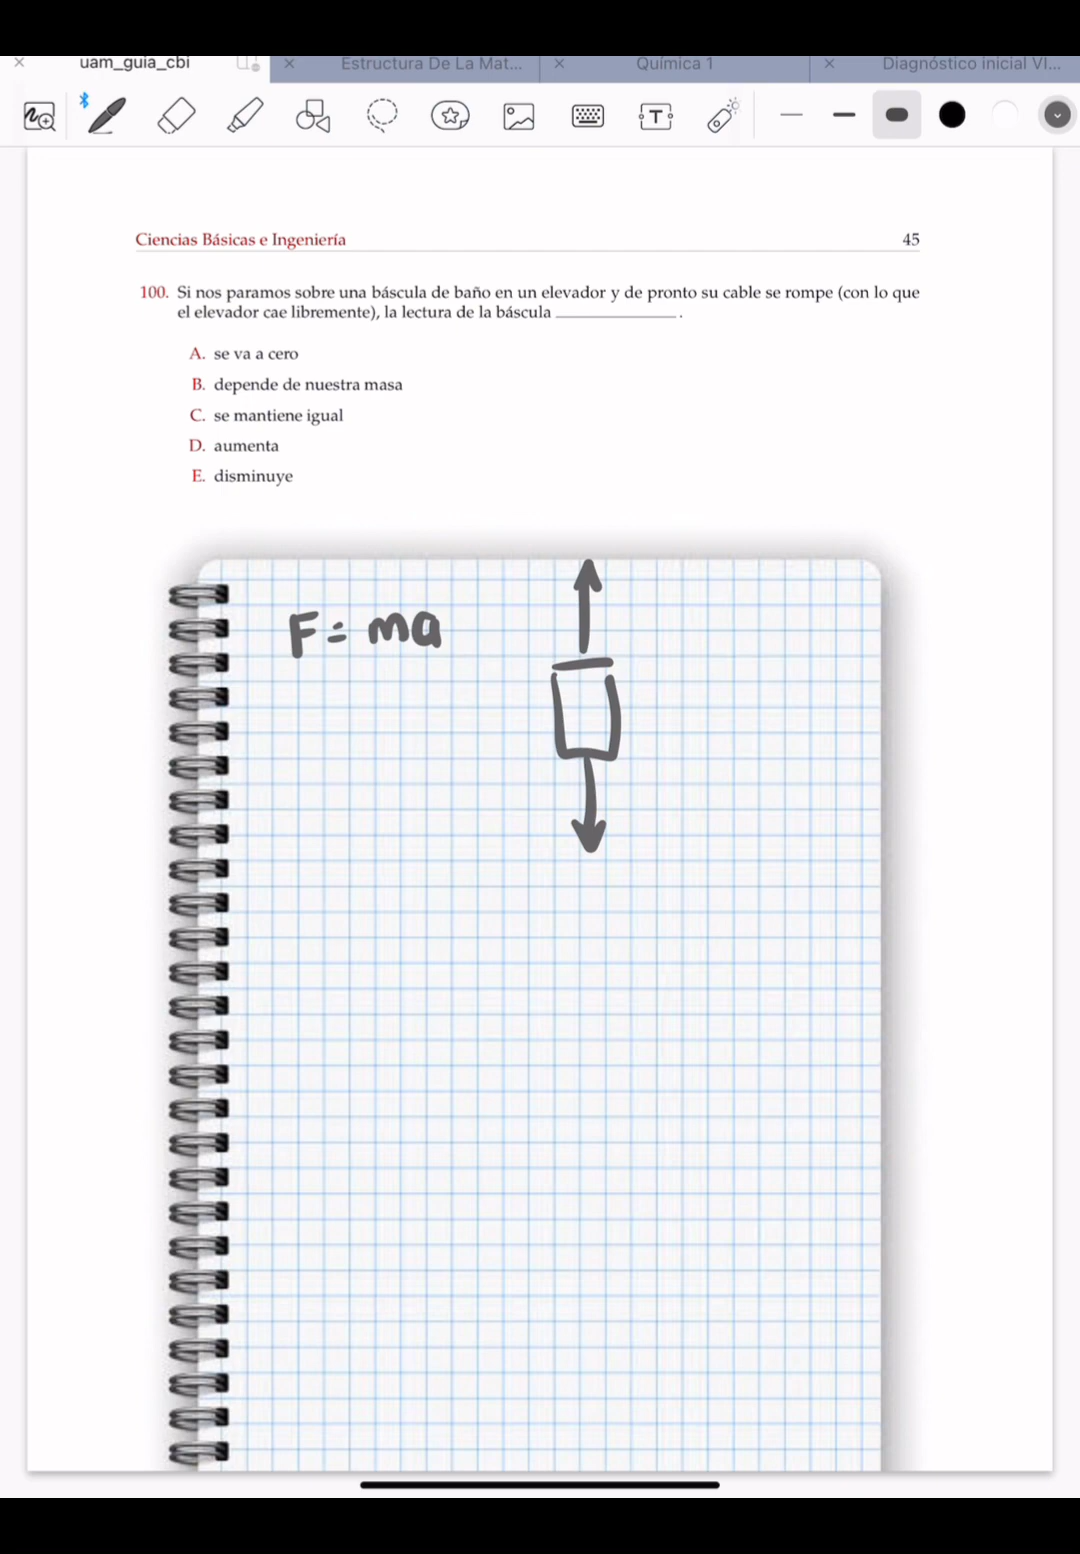 uam_guia_cbi
Estructura De La Mat...
Química 1
Diagnóstico inicial VI...
T
Ciencias Básicas e Ingeniería 45
100. Si nos paramos sobre una báscula de baño en un elevador y de pronto su cable se rompe (con lo que
el elevador cae libremente), la lectura de la báscula ____________ .
A. se va a cero
B. depende de nuestra masa
C. se mantiene igual
D. aumenta
E. disminuye
F = ma